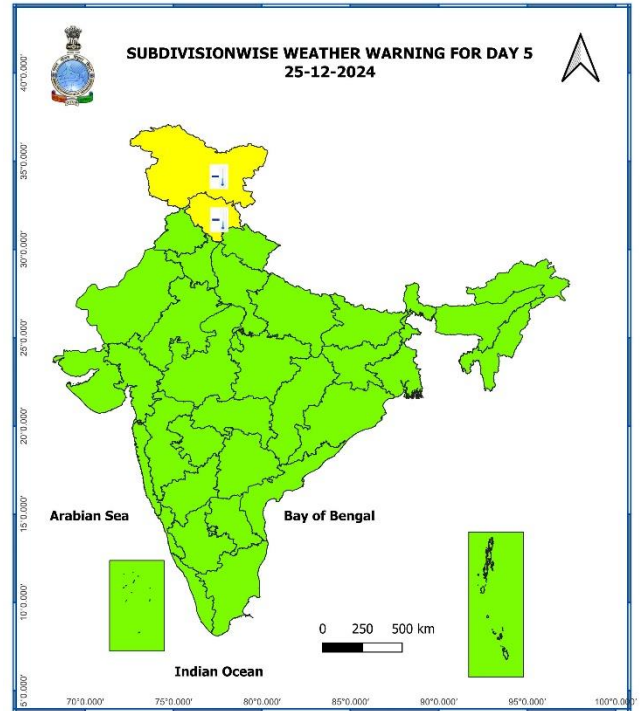 SUBDIVISIONWISE WEATHER WARNING FOR DAY 5
25-12-2024
40°0.000'
35°0.000'
30°0.000'
25°0.000'
20°0.000'
15°0.000'
10°0.000'
5°0.000'
Arabian Sea
Bay of Bengal
0 250 500 km
Indian Ocean
70°0.000' 75°0.000' 80°0.000' 85°0.000' 90°0.000' 95°0.000' 100°0.000'